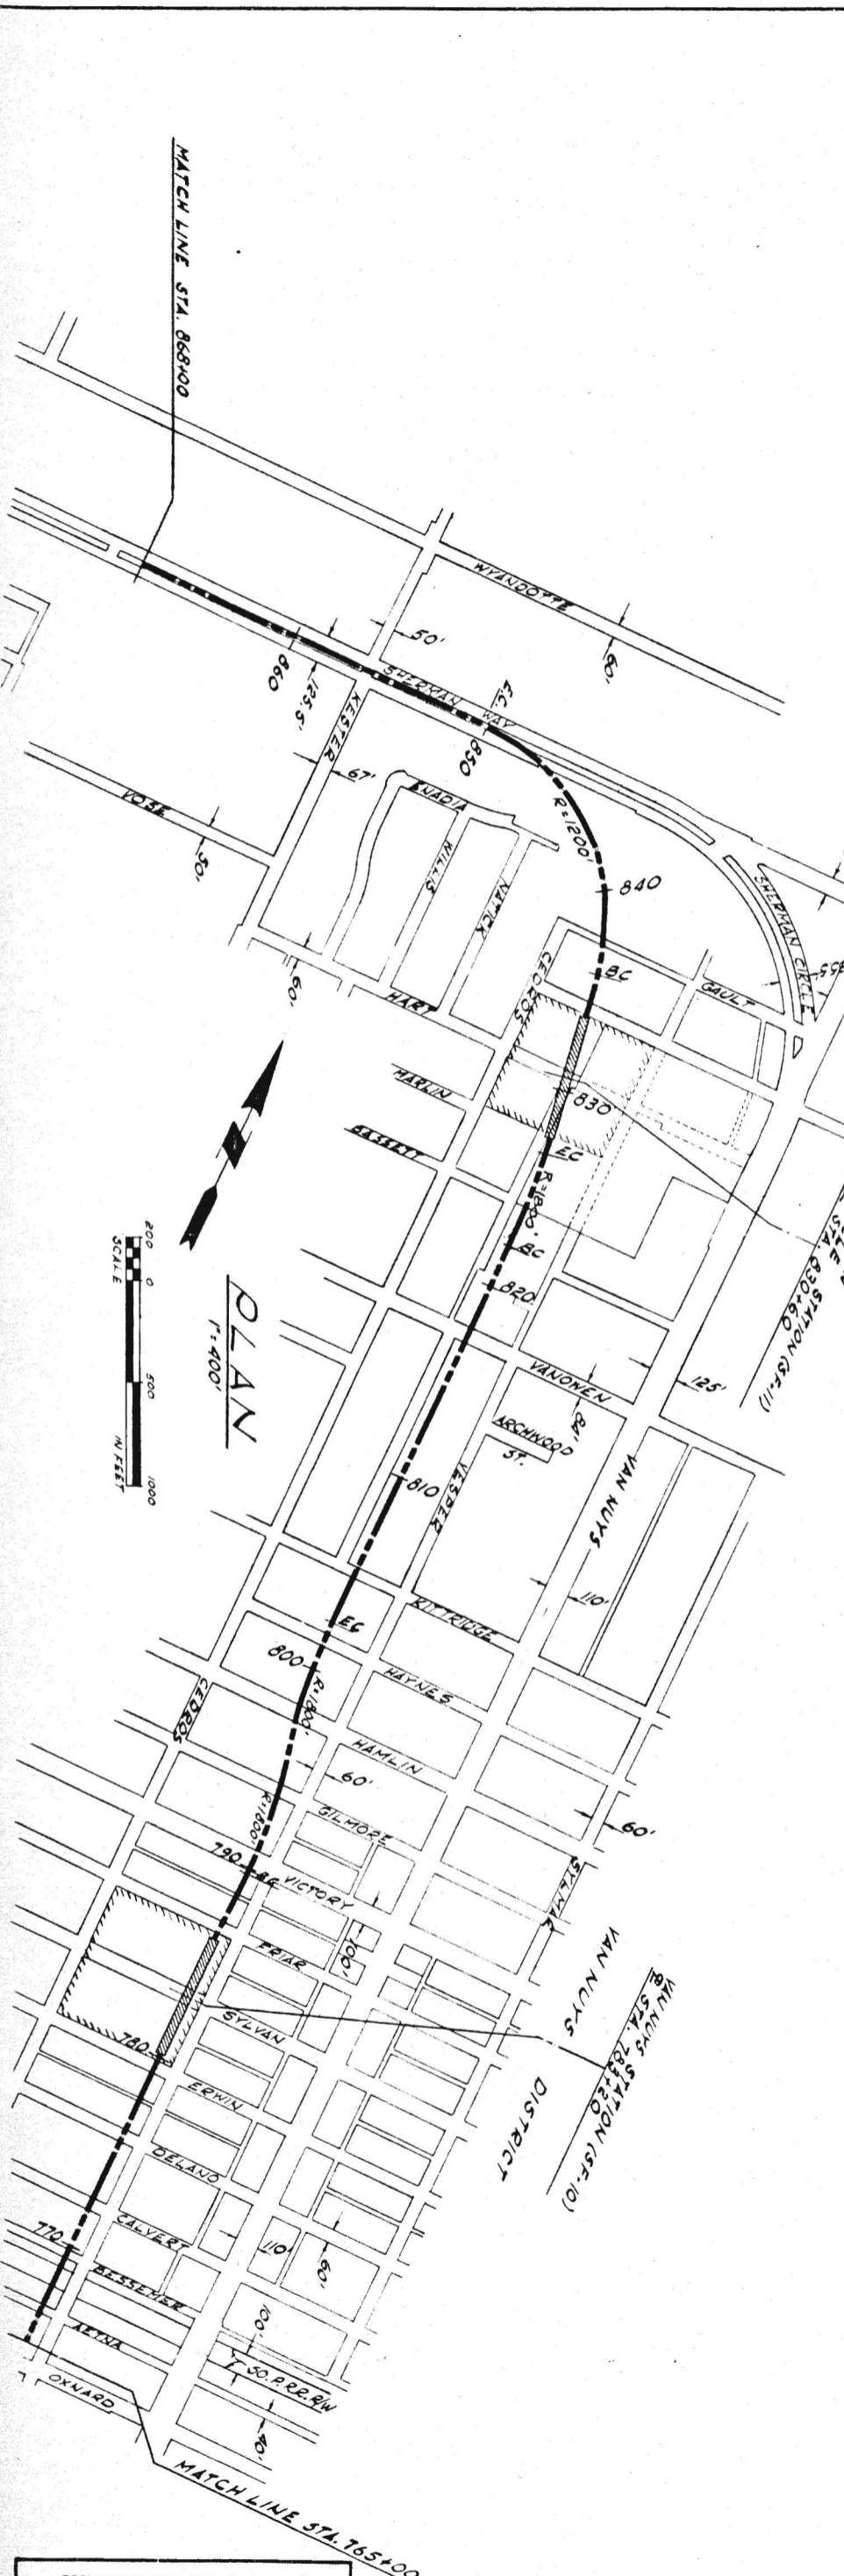 MATCH LINE STA. 868+00
WYANDOTTE
60'
50'
SHERMAN WAY
E.C.
860
125.5'
850
KESTER
67'
ENADIA
R=1200'
VOSE
50'
WILLIS
NATICK
840
SHERMAN CIRCLE
BC
GAULT
60'
HART
CEDROS
830
HARLIN
BASSETT
EC
R=1800'
BC
820
STATION (SF-11)
STA. 830+60
200 0 500 1000
SCALE IN FEET
PLAN
1"=400'
VANOWEN
84'
125'
ARCHWOOD
ST.
VAN NUYS
VESPER
810
110'
KITTRIDGE
EC
800
HAYNES
R=1800'
CEDROS
HAMLIN
60'
R=1800'
GILMORE
60'
790
BC
VICTORY
SYLMAR
100'
FRIAR
VAN NUYS DISTRICT
VAN NUYS STATION (SF-10)
℄ STA. 783+20
SYLVAN
780
ERWIN
DELANO
CALVERT
110'
60'
770
BESSEMER
AETNA
100'
SO. P. R.R. R/W
OXNARD
40'
MATCH LINE STA. 765+00